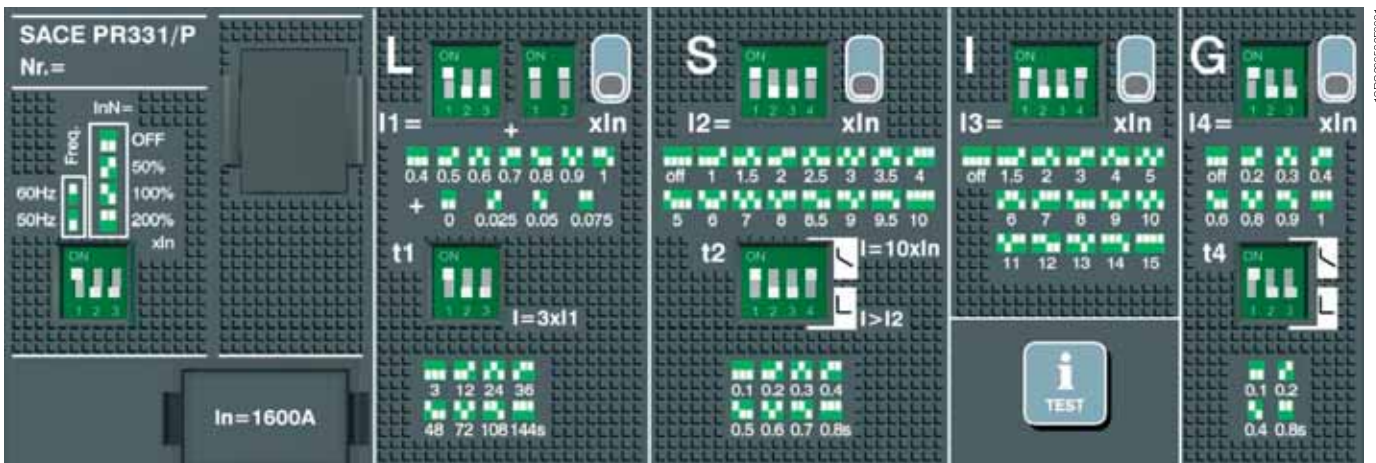 SACE PR331/P
Nr.=
InN=
Freq.
OFF
50%
100%
200%
xIn
60Hz
50Hz
ON
1 2 3
In=1600A
L
ON
1 2 3
ON
1 2
I1=
+
xIn
0.4 0.5 0.6 0.7 0.8 0.9 1
+ 0 0.025 0.05 0.075
t1
ON
1 2 3
I=3xI1
3 12 24 36
48 72 108 144s
S
ON
1 2 3 4
I2=
xIn
off 1 1.5 2 2.5 3 3.5 4
5 6 7 8 8.5 9 9.5 10
t2
ON
1 2 3 4
I=10xIn
I>I2
0.1 0.2 0.3 0.4
0.5 0.6 0.7 0.8s
I
ON
1 2 3 4
I3=
xIn
off 1.5 2 3 4 5
6 7 8 9 10
11 12 13 14 15
i
TEST
G
ON
1 2 3
I4=
xIn
off 0.2 0.3 0.4
0.6 0.8 0.9 1
t4
ON
1 2 3
0.1 0.2
0.4 0.8s